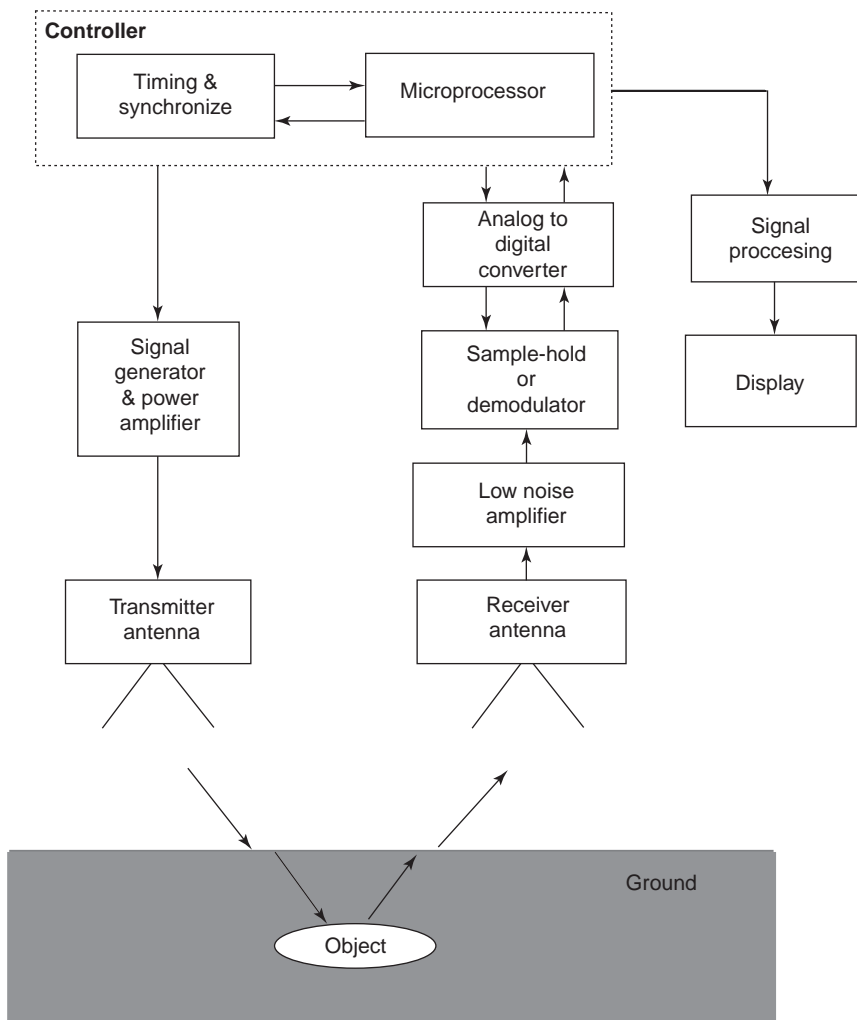 Controller
Timing &
synchronize
Microprocessor
Analog to
digital
converter
Signal
proccesing
Signal
generator
& power
amplifier
Sample-hold
or
demodulator
Display
Low noise
amplifier
Transmitter
antenna
Receiver
antenna
Ground
Object